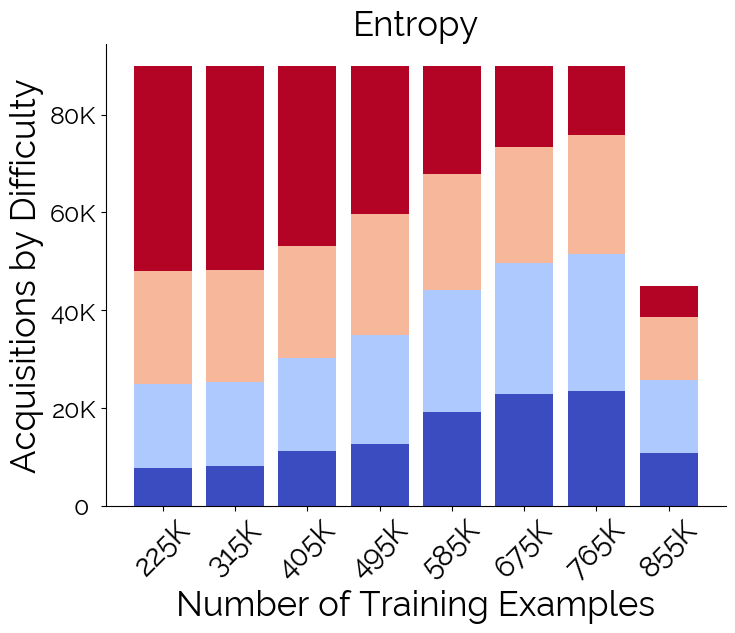 Entropy
Acquisitions by Difficulty
80K
60K
40K
20K
0
225K
315K
405K
495K
585K
675K
765K
855K
Number of Training Examples